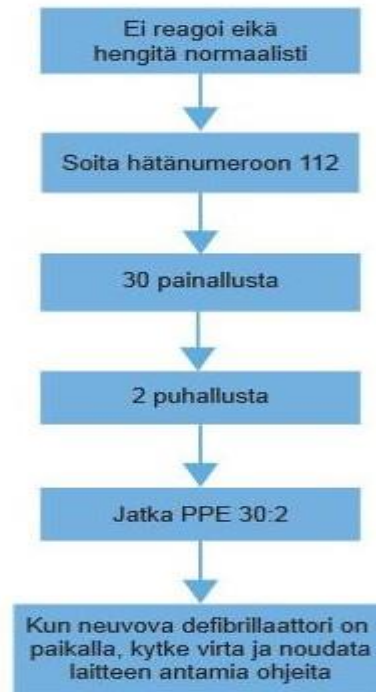 Ei reagoi eikä
hengitä normaalisti
Soita hätänumeroon 112
30 painallusta
2 puhallusta
Jatka PPE 30:2
Kun neuvova defibrillaattori on
paikalla, kytke virta ja noudata
laitteen antamia ohjeita